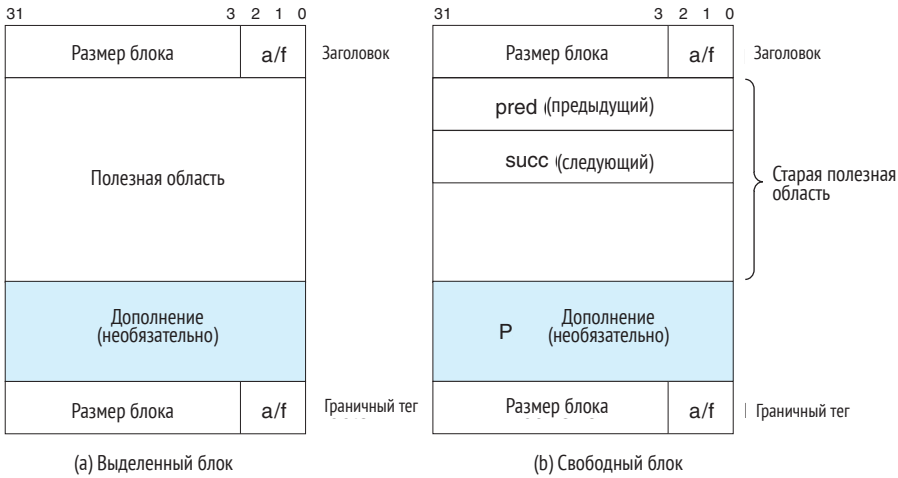 31 3 2 1 0
Размер блока a/f Заголовок
Полезная область
Дополнение
(необязательно)
Размер блока a/f Граничный тег
(a) Выделенный блок
31 3 2 1 0
Размер блока a/f Заголовок
pred (предыдущий)
succ (следующий)
Старая полезная
область
P Дополнение
(необязательно)
Размер блока a/f Граничный тег
(b) Свободный блок